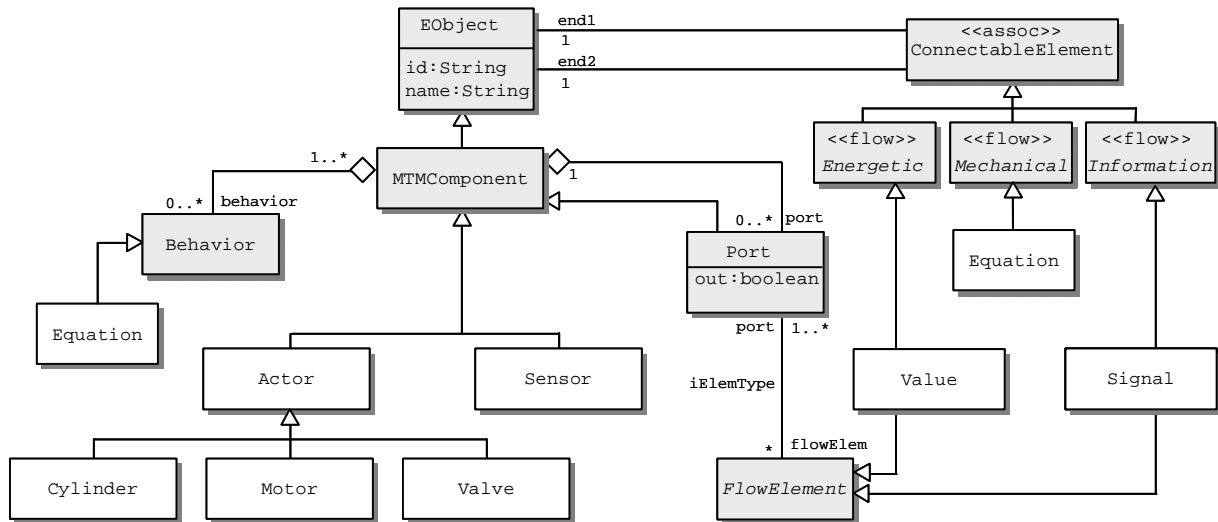 EObject
id:String
name:String
end1
1
end2
1
<<assoc>>
ConnectableElement
<<flow>>
Energetic
<<flow>>
Mechanical
<<flow>>
Information
1..*
MTMComponent
1
0..*
behavior
Behavior
0..*
port
Port
out:boolean
Equation
Equation
port
1..*
Actor
Sensor
iElemType
Value
Signal
*
flowElem
Cylinder
Motor
Valve
FlowElement